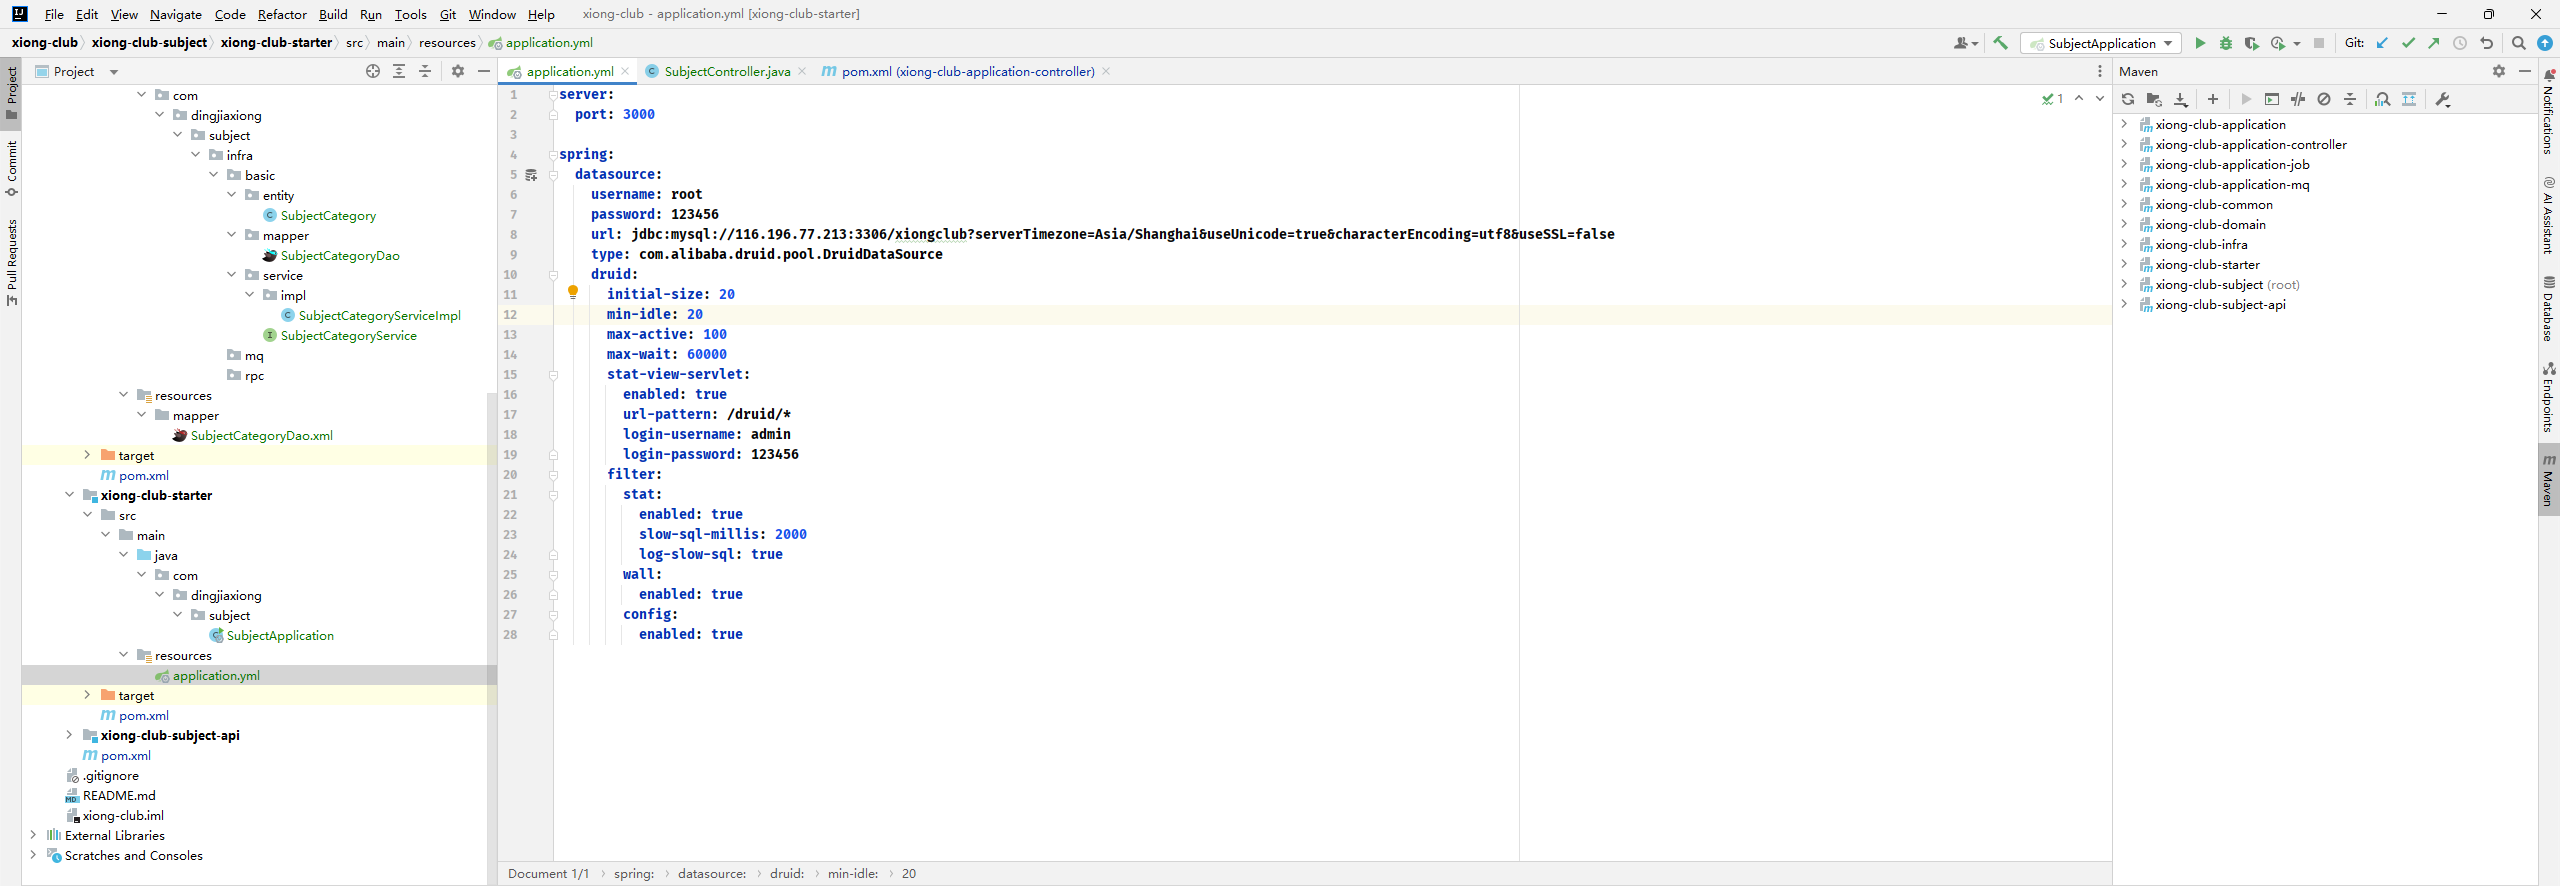 File Edit View Navigate Code Refactor Build Run Tools Git Window Help xiong-club - application.yml [xiong-club-starter]
xiong-club xiong-club-subject xiong-club-starter src main resources application.yml SubjectApplication Git:
Project
Commit
Pull Requests
Project
com
dingjiaxiong
subject
infra
basic
entity
SubjectCategory
mapper
SubjectCategoryDao
service
impl
SubjectCategoryServiceImpl
SubjectCategoryService
mq
rpc
resources
mapper
SubjectCategoryDao.xml
target
pom.xml
xiong-club-starter
src
main
java
com
dingjiaxiong
subject
SubjectApplication
resources
application.yml
target
pom.xml
xiong-club-subject-api
pom.xml
.gitignore
README.md
xiong-club.iml
External Libraries
Scratches and Consoles
application.yml SubjectController.java pom.xml (xiong-club-application-controller)
1
1 server:
2 port: 3000
3
4 spring:
5 datasource:
6 username: root
7 password: 123456
8 url: jdbc:mysql://116.196.77.213:3306/xiongclub?serverTimezone=Asia/Shanghai&useUnicode=true&characterEncoding=utf8&useSSL=false
9 type: com.alibaba.druid.pool.DruidDataSource
10 druid:
11 initial-size: 20
12 min-idle: 20
13 max-active: 100
14 max-wait: 60000
15 stat-view-servlet:
16 enabled: true
17 url-pattern: /druid/*
18 login-username: admin
19 login-password: 123456
20 filter:
21 stat:
22 enabled: true
23 slow-sql-millis: 2000
24 log-slow-sql: true
25 wall:
26 enabled: true
27 config:
28 enabled: true
Document 1/1 spring: datasource: druid: min-idle: 20
Maven
xiong-club-application
xiong-club-application-controller
xiong-club-application-job
xiong-club-application-mq
xiong-club-common
xiong-club-domain
xiong-club-infra
xiong-club-starter
xiong-club-subject (root)
xiong-club-subject-api
Notifications
AI Assistant
Database
Endpoints
Maven